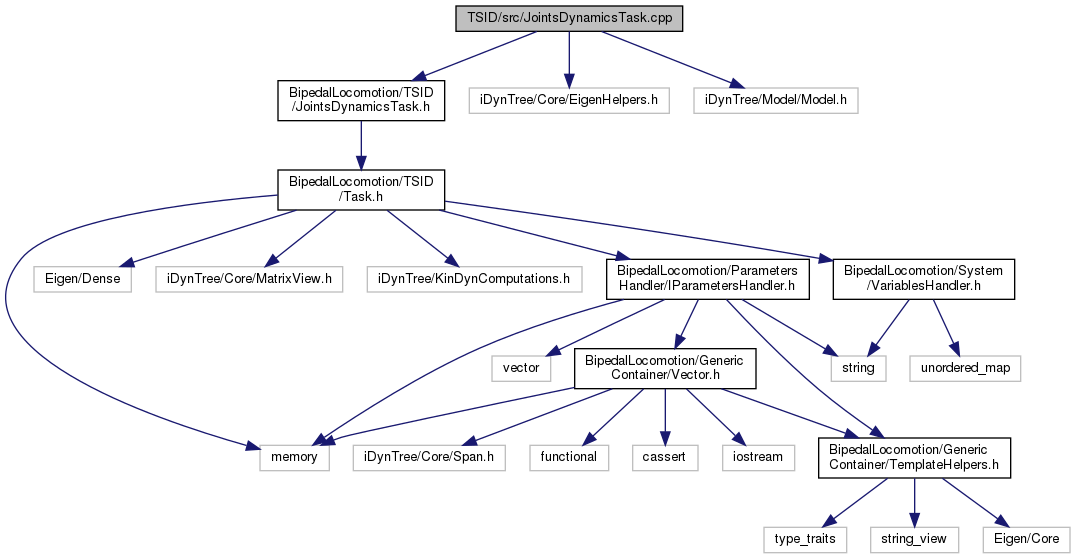 TSID/src/JointsDynamicsTask.cpp
BipedalLocomotion/TSID
/JointsDynamicsTask.h
iDynTree/Core/EigenHelpers.h
iDynTree/Model/Model.h
BipedalLocomotion/TSID
/Task.h
Eigen/Dense
iDynTree/Core/MatrixView.h
iDynTree/KinDynComputations.h
BipedalLocomotion/Parameters
Handler/IParametersHandler.h
BipedalLocomotion/System
/VariablesHandler.h
vector
BipedalLocomotion/Generic
Container/Vector.h
string
unordered_map
memory
iDynTree/Core/Span.h
functional
cassert
iostream
BipedalLocomotion/Generic
Container/TemplateHelpers.h
type_traits
string_view
Eigen/Core